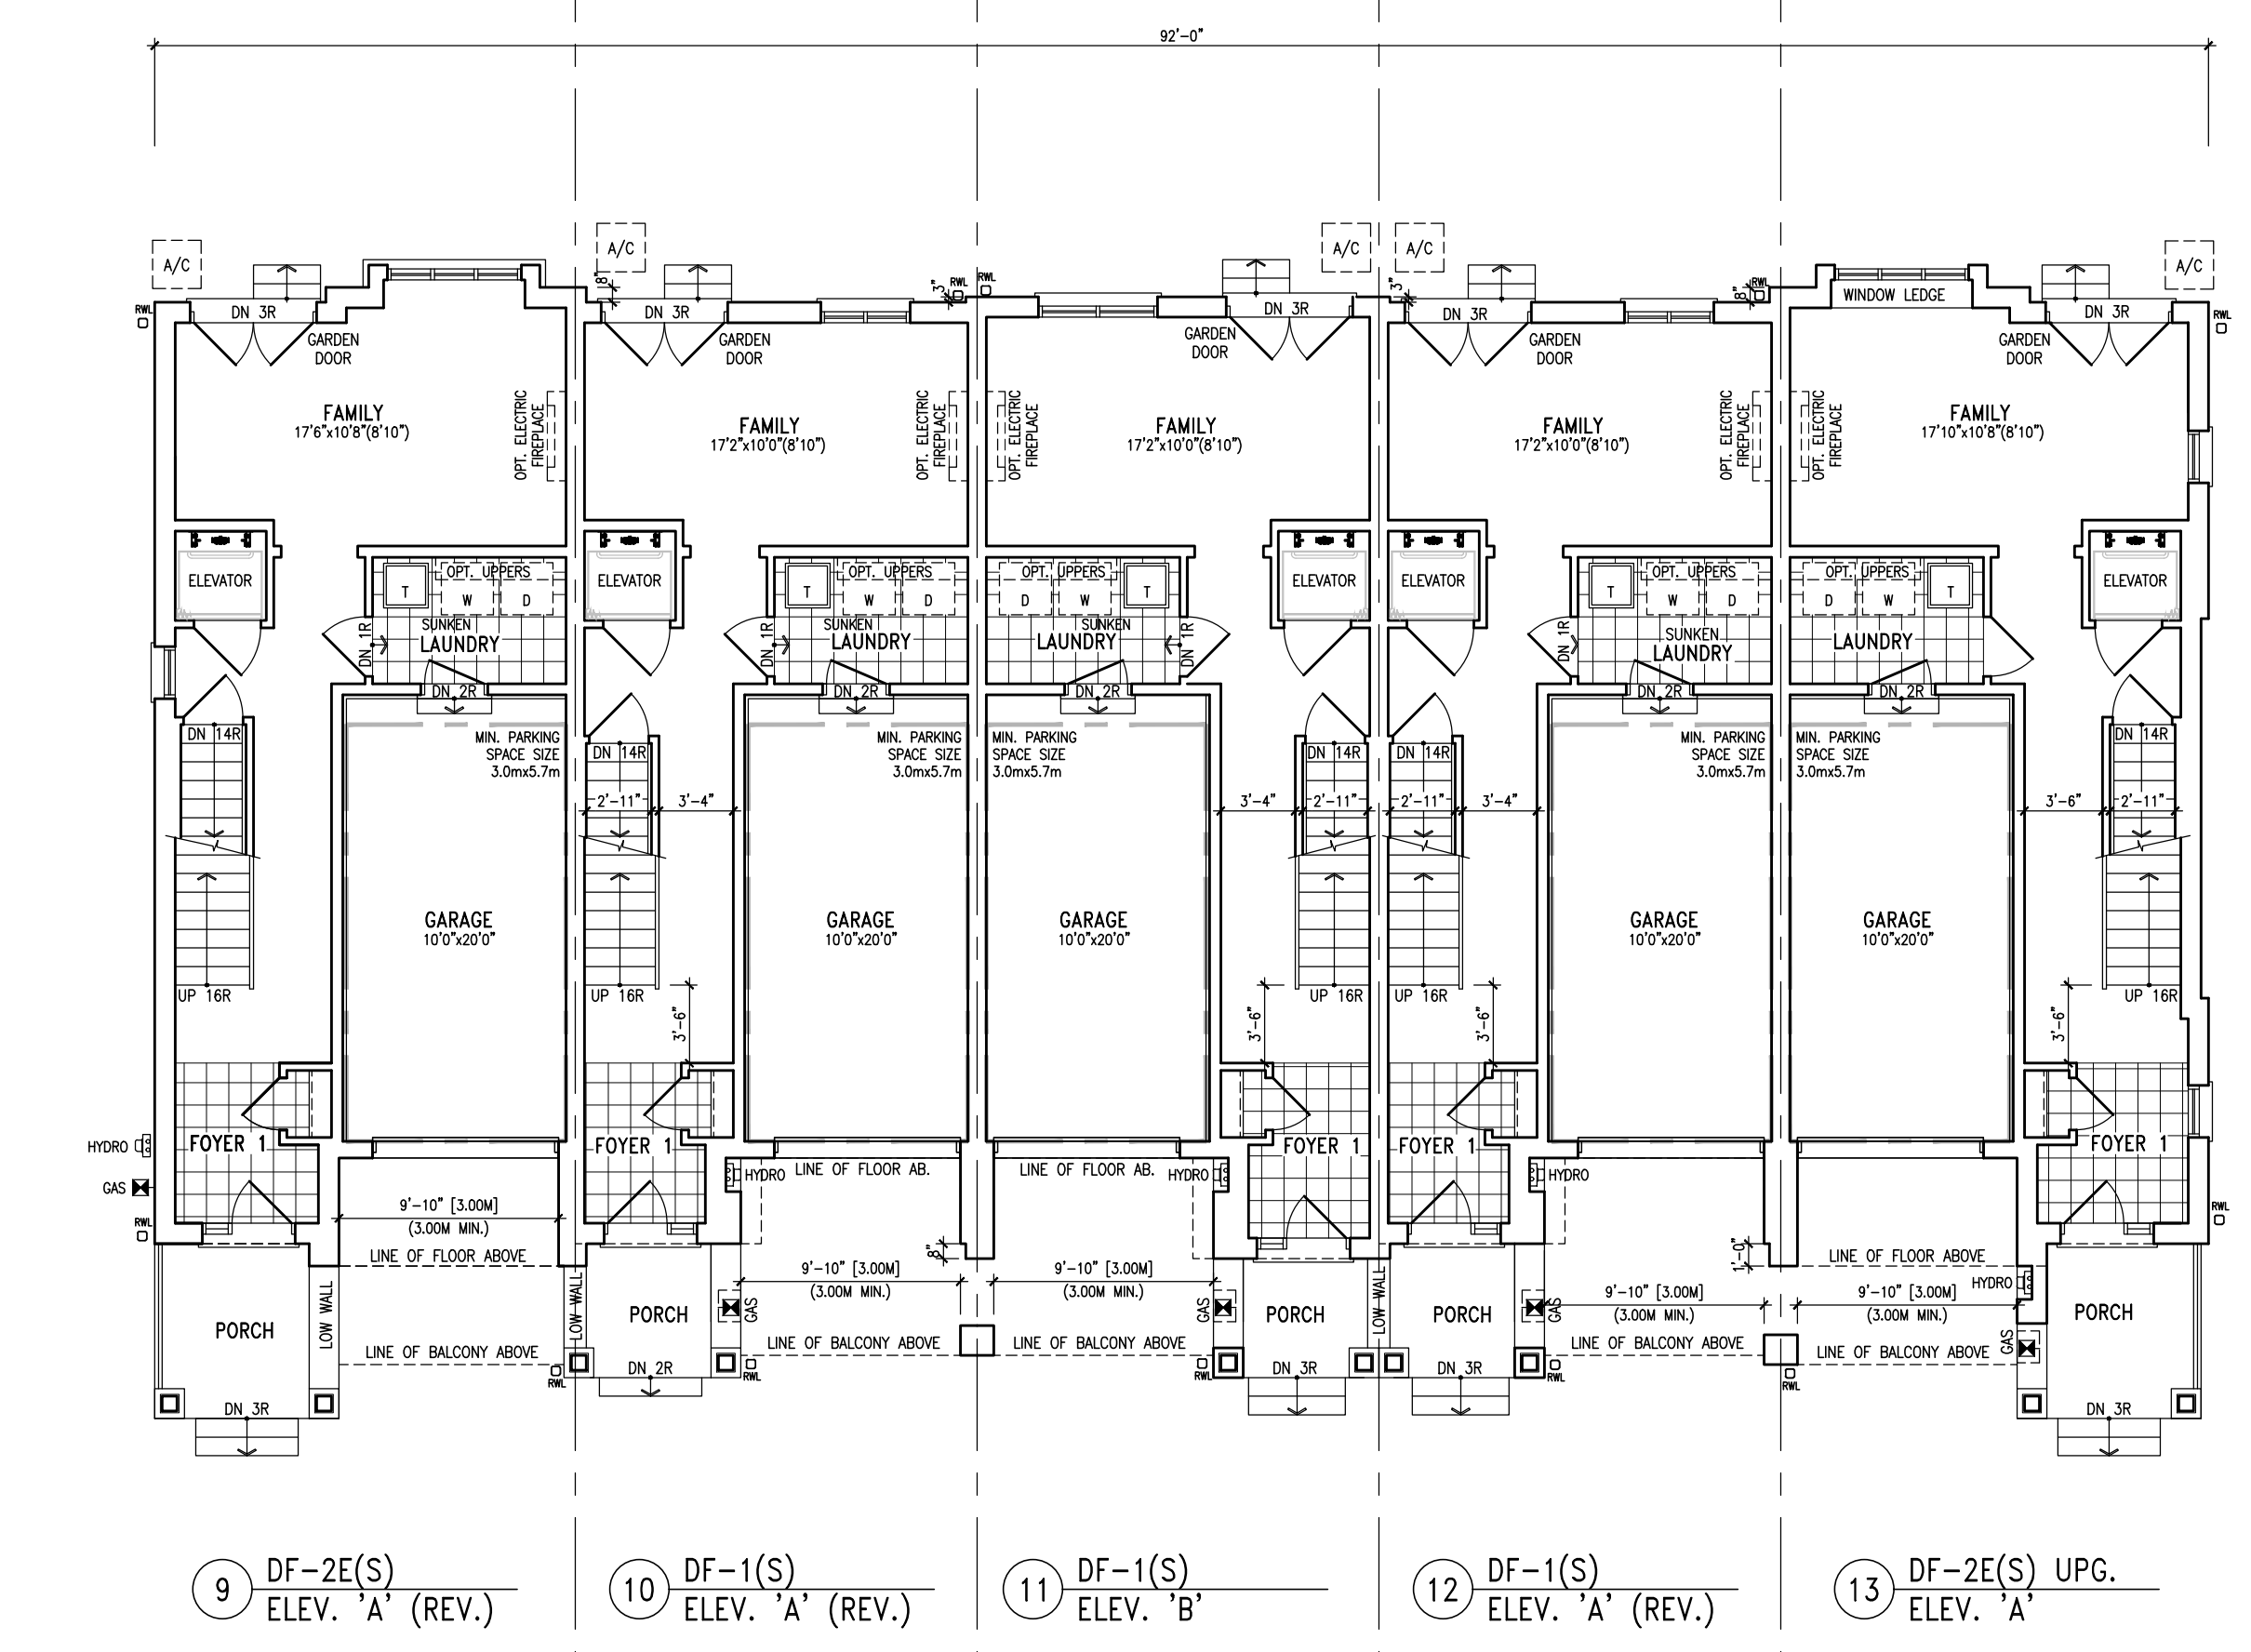 92'-0"
A/C
A/C
A/C
A/C
A/C
8"
3"
RWL
RWL
3"
8"
RWL
RWL
RWL
DN 3R
DN 3R
DN 3R
DN 3R
WINDOW LEDGE
DN 3R
GARDEN
DOOR
GARDEN
DOOR
GARDEN
DOOR
GARDEN
DOOR
GARDEN
DOOR
FAMILY
17'6"x10'8"(8'10")
OPT. ELECTRIC
FIREPLACE
FAMILY
17'2"x10'0"(8'10")
OPT. ELECTRIC
FIREPLACE
OPT. ELECTRIC
FIREPLACE
FAMILY
17'2"x10'0"(8'10")
FAMILY
17'2"x10'0"(8'10")
OPT. ELECTRIC
FIREPLACE
OPT. ELECTRIC
FIREPLACE
FAMILY
17'10"x10'8"(8'10")
ELEVATOR
OPT. UPPERS
T
W
D
DN 1R
SUNKEN
LAUNDRY
DN 2R
ELEVATOR
OPT. UPPERS
T
W
D
DN 1R
SUNKEN
LAUNDRY
DN 2R
OPT. UPPERS
D
W
T
SUNKEN
LAUNDRY
DN 1R
DN 2R
ELEVATOR
ELEVATOR
OPT. UPPERS
T
W
D
DN 1R
SUNKEN
LAUNDRY
DN 2R
OPT. UPPERS
D
W
T
LAUNDRY
DN 2R
ELEVATOR
DN 14R
MIN. PARKING
SPACE SIZE
3.0mx5.7m
DN 14R
2'-11"
3'-4"
MIN. PARKING
SPACE SIZE
3.0mx5.7m
MIN. PARKING
SPACE SIZE
3.0mx5.7m
3'-4"
DN 14R
2'-11"
DN 14R
2'-11"
3'-4"
MIN. PARKING
SPACE SIZE
3.0mx5.7m
MIN. PARKING
SPACE SIZE
3.0mx5.7m
3'-6"
DN 14R
2'-11"
GARAGE
10'0"x20'0"
GARAGE
10'0"x20'0"
GARAGE
10'0"x20'0"
GARAGE
10'0"x20'0"
GARAGE
10'0"x20'0"
UP 16R
UP 16R
3'-6"
3'-6"
UP 16R
UP 16R
3'-6"
3'-6"
UP 16R
HYDRO
GAS
RWL
FOYER 1
FOYER 1
FOYER 1
FOYER 1
FOYER 1
RWL
9'-10" [3.00M]
(3.00M MIN.)
LINE OF FLOOR ABOVE
HYDRO
LINE OF FLOOR AB.
8"
LINE OF FLOOR AB.
HYDRO
HYDRO
1'-0"
LINE OF FLOOR ABOVE
HYDRO
PORCH
LOW WALL
LINE OF BALCONY ABOVE
RWL
LOW WALL
PORCH
GAS
9'-10" [3.00M]
(3.00M MIN.)
LINE OF BALCONY ABOVE
9'-10" [3.00M]
(3.00M MIN.)
LINE OF BALCONY ABOVE
GAS
PORCH
LOW WALL
PORCH
GAS
9'-10" [3.00M]
(3.00M MIN.)
LINE OF BALCONY ABOVE
9'-10" [3.00M]
(3.00M MIN.)
LINE OF BALCONY ABOVE
GAS
PORCH
DN 3R
DN 2R
RWL
RWL
DN 3R
DN 3R
RWL
RWL
DN 3R
9
DF-2E(S)
ELEV. 'A' (REV.)
10
DF-1(S)
ELEV. 'A' (REV.)
11
DF-1(S)
ELEV. 'B'
12
DF-1(S)
ELEV. 'A' (REV.)
13
DF-2E(S) UPG.
ELEV. 'A'